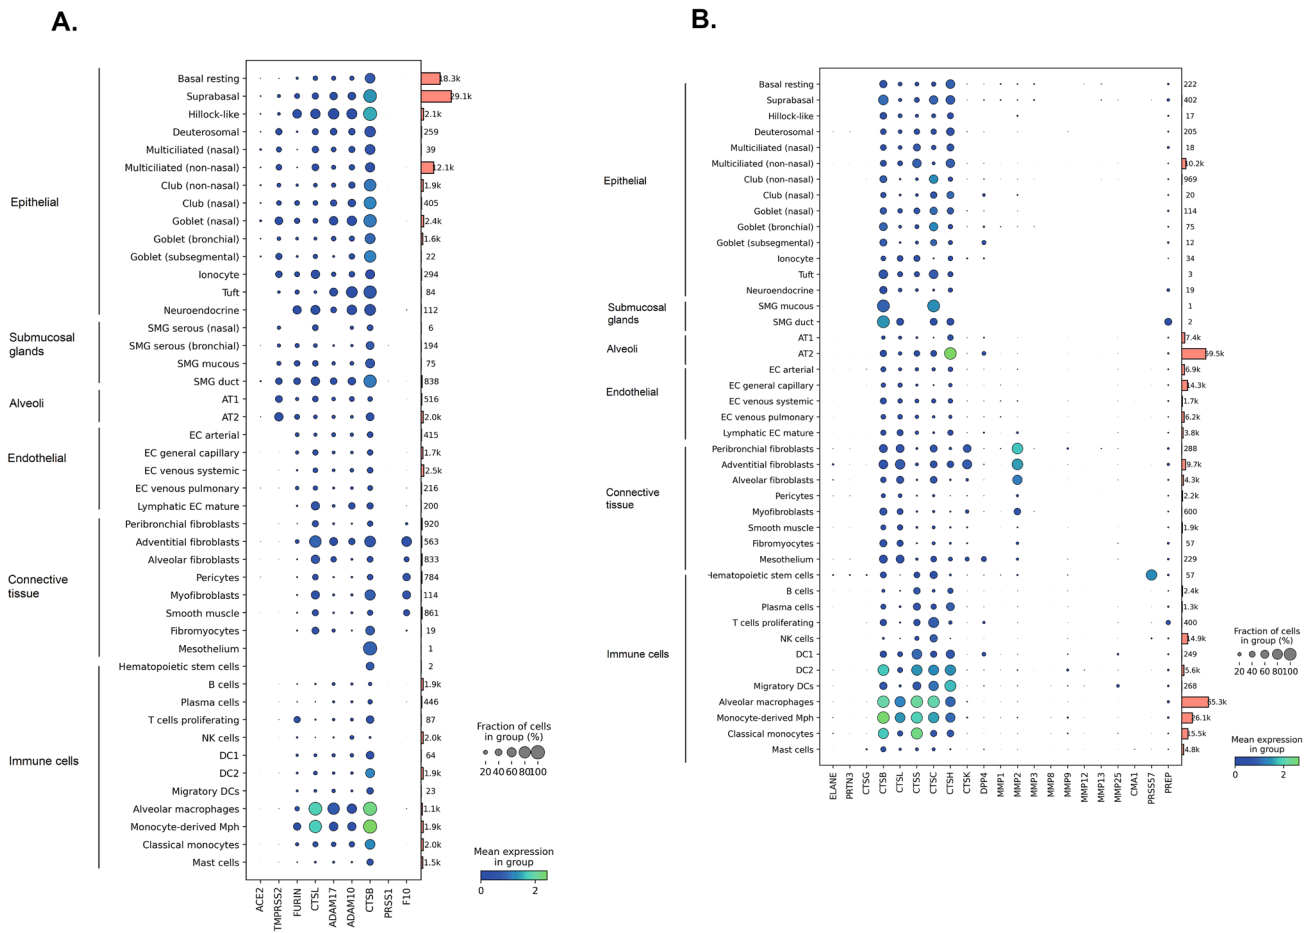 A.
Epithelial
Submucosal
glands
Alveoli
Endothelial
Connective
tissue
Immune cells
Basal resting 18.3k
Suprabasal 29.1k
Hillock-like 2.1k
Deuterosomal 259
Multiciliated (nasal) 39
Multiciliated (non-nasal) 12.1k
Club (non-nasal) 1.9k
Club (nasal) 405
Goblet (nasal) 2.4k
Goblet (bronchial) 1.6k
Goblet (subsegmental) 22
Ionocyte 294
Tuft 84
Neuroendocrine 112
SMG serous (nasal) 6
SMG serous (bronchial) 194
SMG mucous 75
SMG duct 838
AT1 516
AT2 2.0k
EC arterial 415
EC general capillary 1.7k
EC venous systemic 2.5k
EC venous pulmonary 216
Lymphatic EC mature 200
Peribronchial fibroblasts 920
Adventitial fibroblasts 563
Alveolar fibroblasts 833
Pericytes 784
Myofibroblasts 114
Smooth muscle 861
Fibromyocytes 19
Mesothelium 1
Hematopoietic stem cells 2
B cells 1.9k
Plasma cells 446
T cells proliferating 87
NK cells 2.0k
DC1 64
DC2 1.9k
Migratory DCs 23
Alveolar macrophages 1.1k
Monocyte-derived Mph 1.9k
Classical monocytes 2.0k
Mast cells 1.5k
ACE2
TMPRSS2
FURIN
CTSL
ADAM17
ADAM10
CTSB
PRSS1
F10
Fraction of cells
in group (%)
20 40 60 80 100
Mean expression
in group
0 2
B.
Epithelial
Submucosal
glands
Alveoli
Endothelial
Connective
tissue
Immune cells
Basal resting 222
Suprabasal 402
Hillock-like 17
Deuterosomal 205
Multiciliated (nasal) 18
Multiciliated (non-nasal) 10.2k
Club (non-nasal) 969
Club (nasal) 20
Goblet (nasal) 114
Goblet (bronchial) 75
Goblet (subsegmental) 12
Ionocyte 34
Tuft 3
Neuroendocrine 19
SMG mucous 1
SMG duct 2
AT1 7.4k
AT2 59.5k
EC arterial 6.9k
EC general capillary 14.3k
EC venous systemic 1.7k
EC venous pulmonary 6.2k
Lymphatic EC mature 3.8k
Peribronchial fibroblasts 288
Adventitial fibroblasts 9.7k
Alveolar fibroblasts 4.3k
Pericytes 2.2k
Myofibroblasts 600
Smooth muscle 1.9k
Fibromyocytes 57
Mesothelium 229
Hematopoietic stem cells 57
B cells 2.4k
Plasma cells 1.3k
T cells proliferating 400
NK cells 14.9k
DC1 249
DC2 5.6k
Migratory DCs 268
Alveolar macrophages 65.3k
Monocyte-derived Mph 26.1k
Classical monocytes 15.5k
Mast cells 4.8k
ELANE
PRTN3
CTSG
CTSB
CTSL
CTSS
CTSC
CTSH
CTSK
DPP4
MMP1
MMP2
MMP3
MMP8
MMP9
MMP12
MMP13
MMP25
CMA1
PRSS57
PREP
Fraction of cells
in group (%)
20 40 60 80 100
Mean expression
in group
0 2